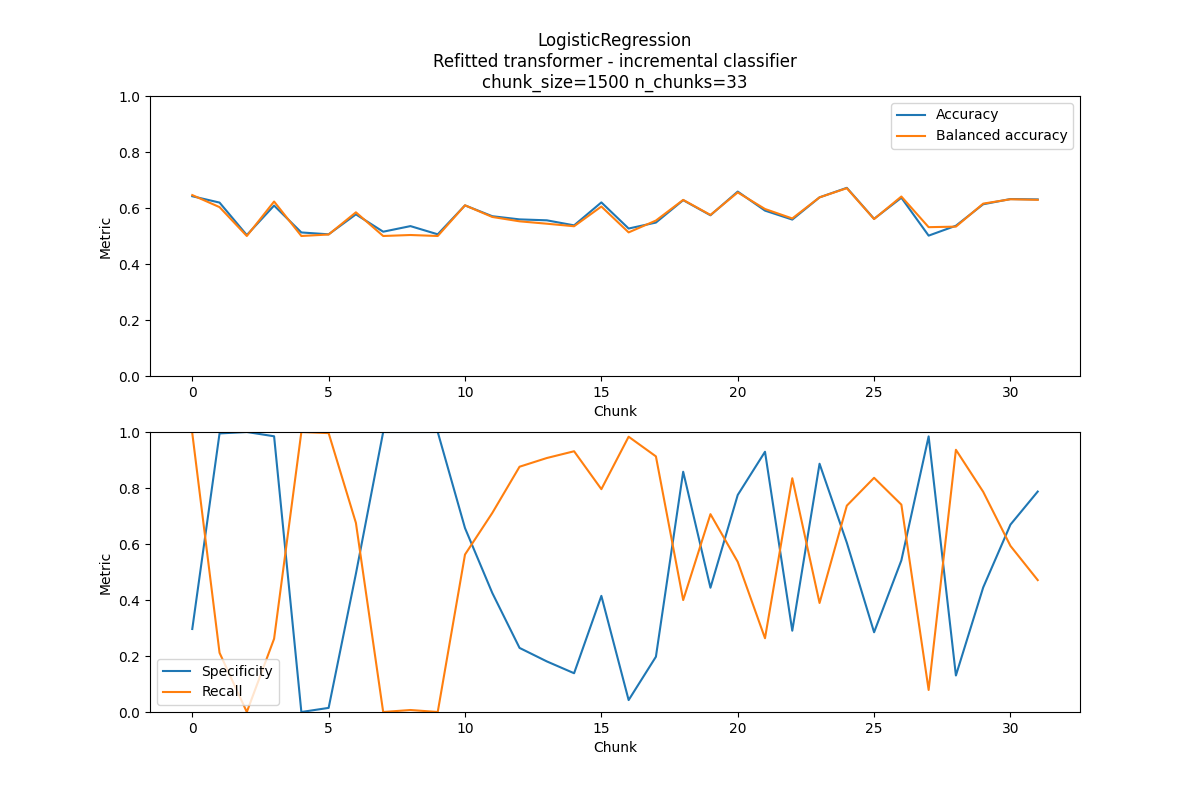 LogisticRegression
Refitted transformer - incremental classifier
chunk_size=1500 n_chunks=33
1.0
0.8
0.6
0.4
0.2
0.0
Metric
Accuracy
Balanced accuracy
0 5 10 15 20 25 30
Chunk
1.0
0.8
0.6
0.4
0.2
0.0
Metric
Specificity
Recall
0 5 10 15 20 25 30
Chunk